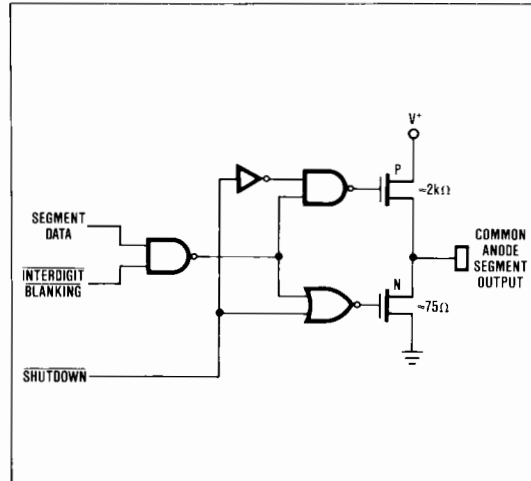 V+
P
≈2kΩ
SEGMENT
DATA
INTERDIGIT
BLANKING
COMMON
ANODE
SEGMENT
OUTPUT
N
≈75Ω
SHUTDOWN